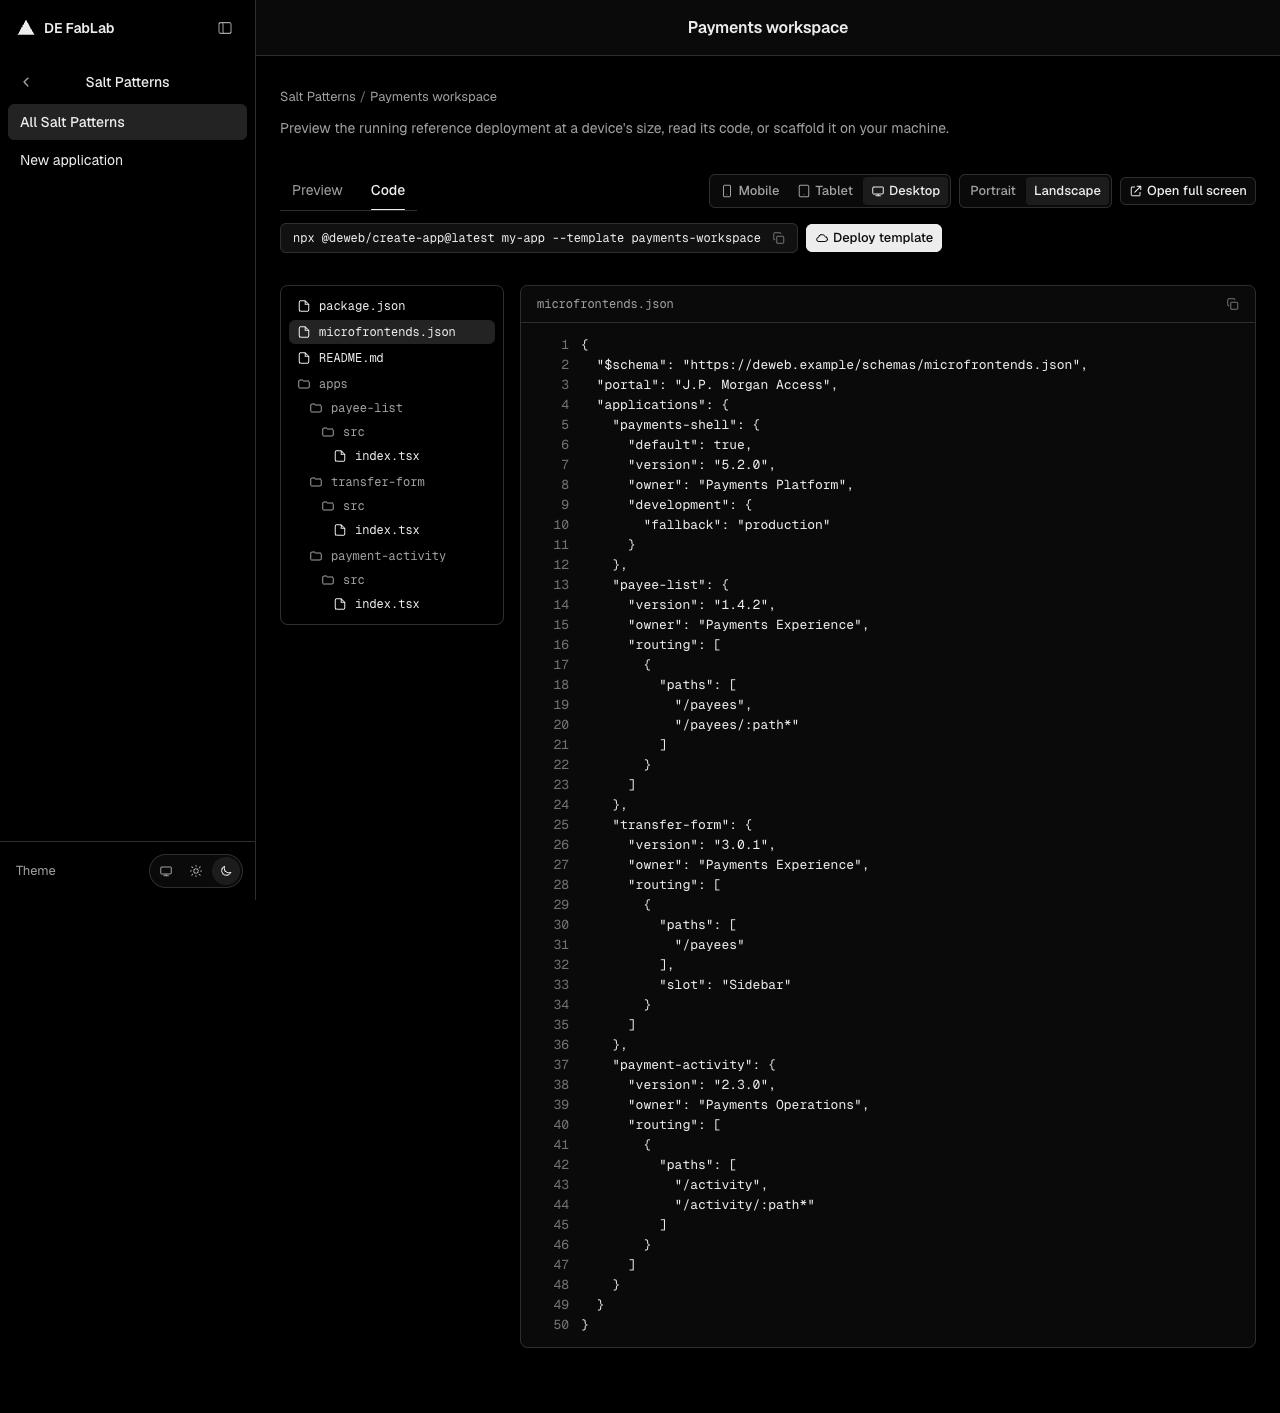 DE FabLab
Payments workspace
Salt Patterns
All Salt Patterns
New application
Theme
Salt Patterns / Payments workspace
Preview the running reference deployment at a device's size, read its code, or scaffold it on your machine.
Preview Code
Mobile Tablet Desktop Portrait Landscape Open full screen
npx @deweb/create-app@latest my-app --template payments-workspace
Deploy template
package.json
microfrontends.json
README.md
apps
payee-list
src
index.tsx
transfer-form
src
index.tsx
payment-activity
src
index.tsx
microfrontends.json
1 {
2   "$schema": "https://deweb.example/schemas/microfrontends.json",
3   "portal": "J.P. Morgan Access",
4   "applications": {
5     "payments-shell": {
6       "default": true,
7       "version": "5.2.0",
8       "owner": "Payments Platform",
9       "development": {
10         "fallback": "production"
11       }
12     },
13     "payee-list": {
14       "version": "1.4.2",
15       "owner": "Payments Experience",
16       "routing": [
17         {
18           "paths": [
19             "/payees",
20             "/payees/:path*"
21           ]
22         }
23       ]
24     },
25     "transfer-form": {
26       "version": "3.0.1",
27       "owner": "Payments Experience",
28       "routing": [
29         {
30           "paths": [
31             "/payees"
32           ],
33           "slot": "Sidebar"
34         }
35       ]
36     },
37     "payment-activity": {
38       "version": "2.3.0",
39       "owner": "Payments Operations",
40       "routing": [
41         {
42           "paths": [
43             "/activity",
44             "/activity/:path*"
45           ]
46         }
47       ]
48     }
49   }
50 }